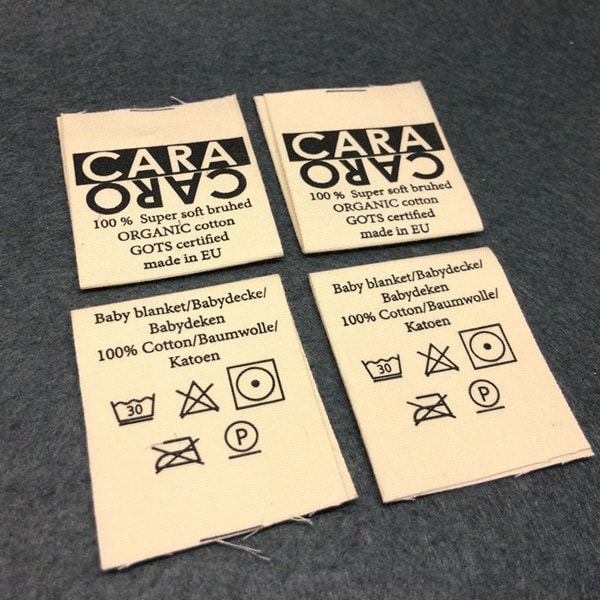 CARA
CARO
100 % Super soft bruhed
ORGANIC cotton
GOTS certified
made in EU
CARA
CARO
100 % Super soft bruhed
ORGANIC cotton
GOTS certified
made in EU
Baby blanket/Babydecke/
Babydeken
100% Cotton/Baumwolle/
Katoen
30
P
Baby blanket/Babydecke/
Babydeken
100% Cotton/Baumwolle/
Katoen
30
P